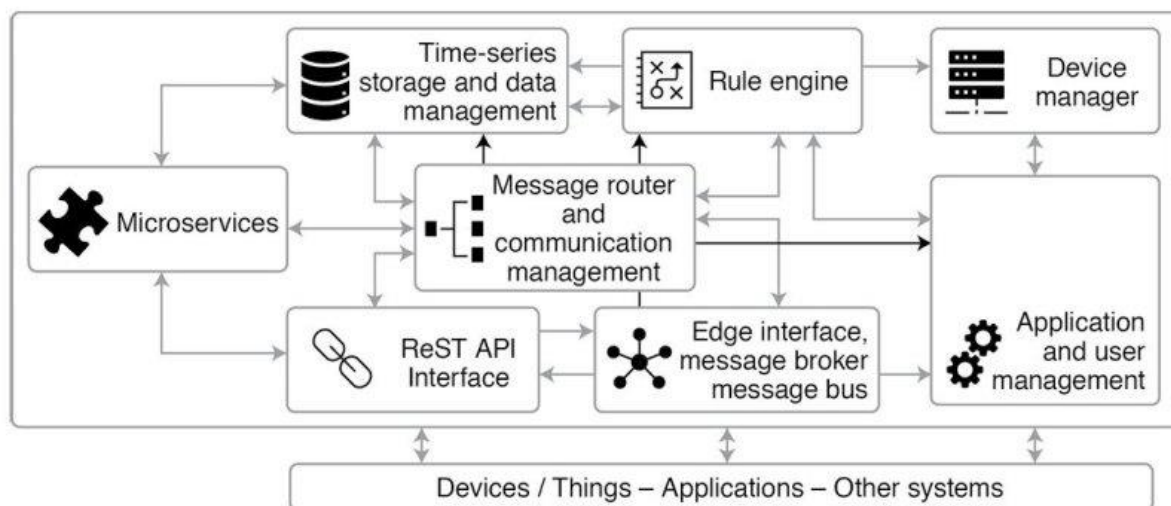 Time-series
storage and data
management
Rule engine
Device
manager
Microservices
Message router
and
communication
management
ReST API
Interface
Edge interface,
message broker
message bus
Application
and user
management
Devices / Things – Applications – Other systems